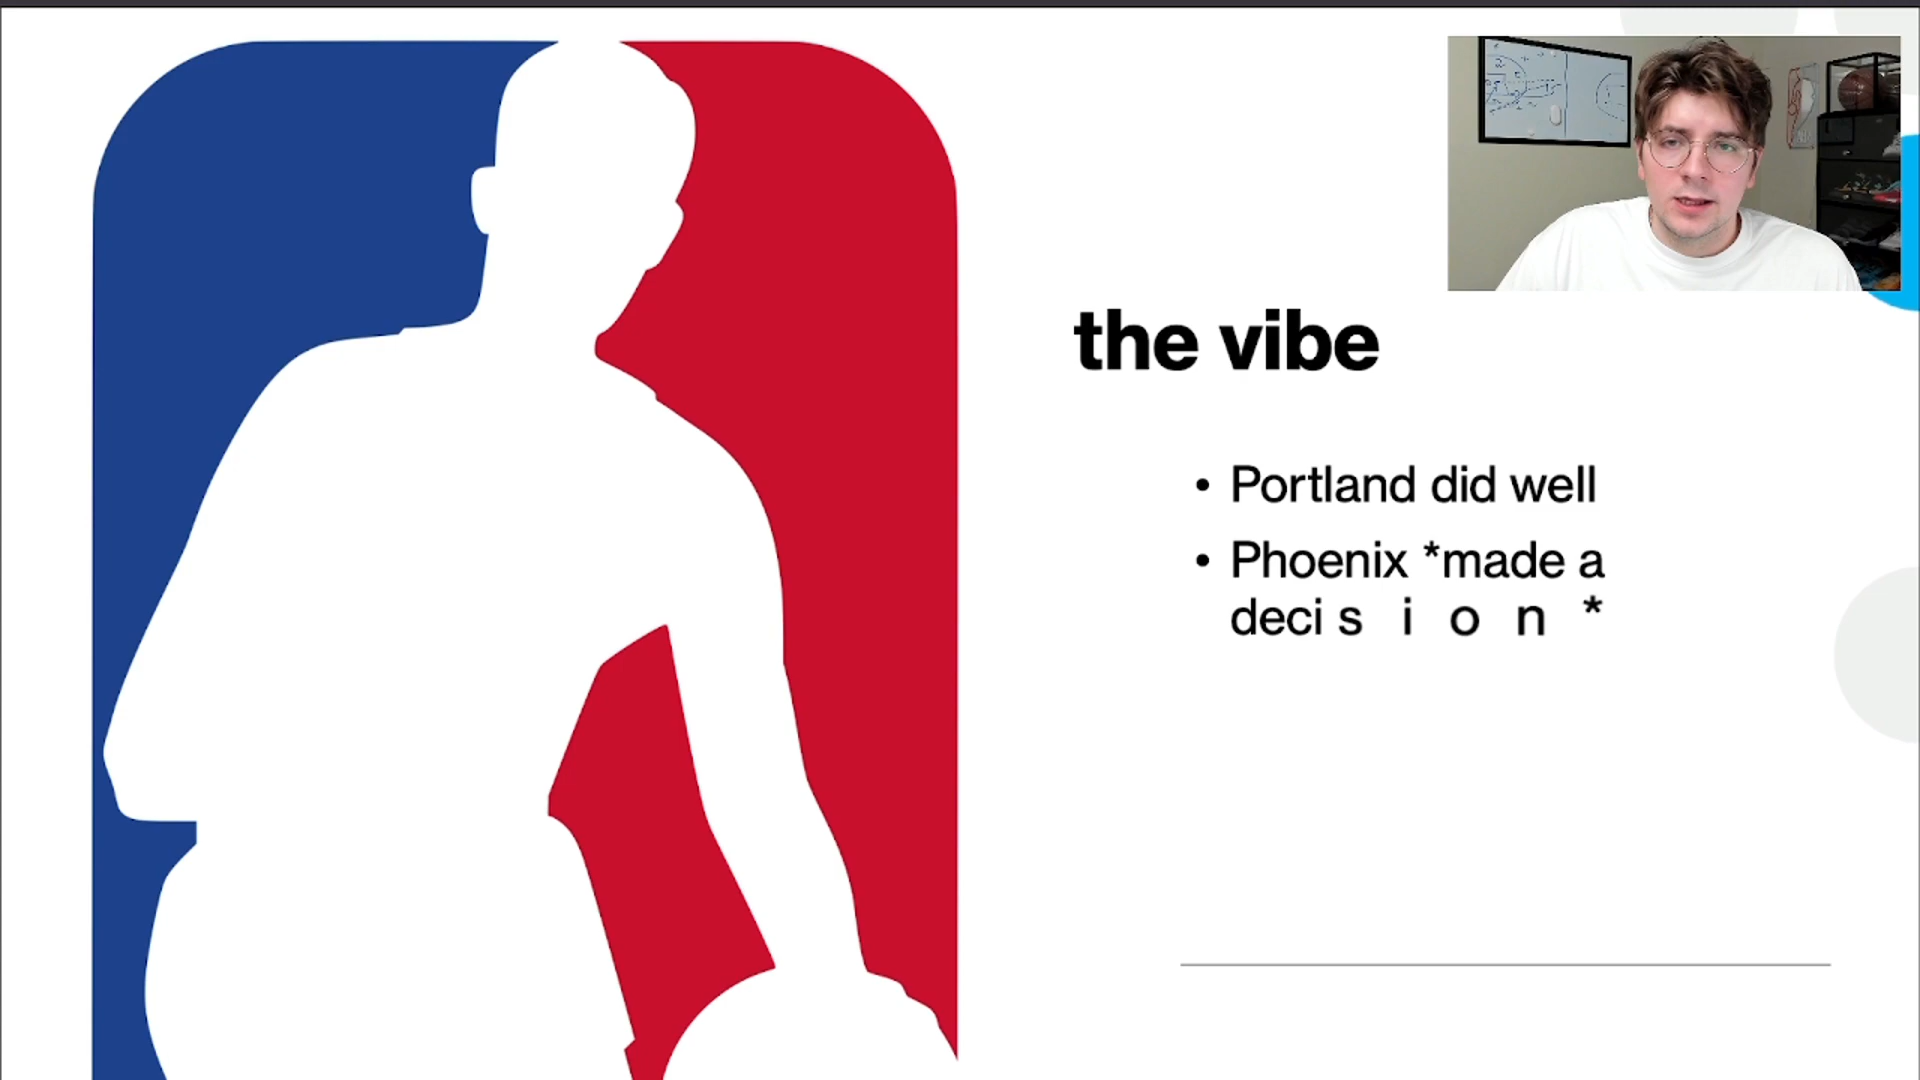 the vibe
• Portland did well
• Phoenix *made a
deci s i o n *